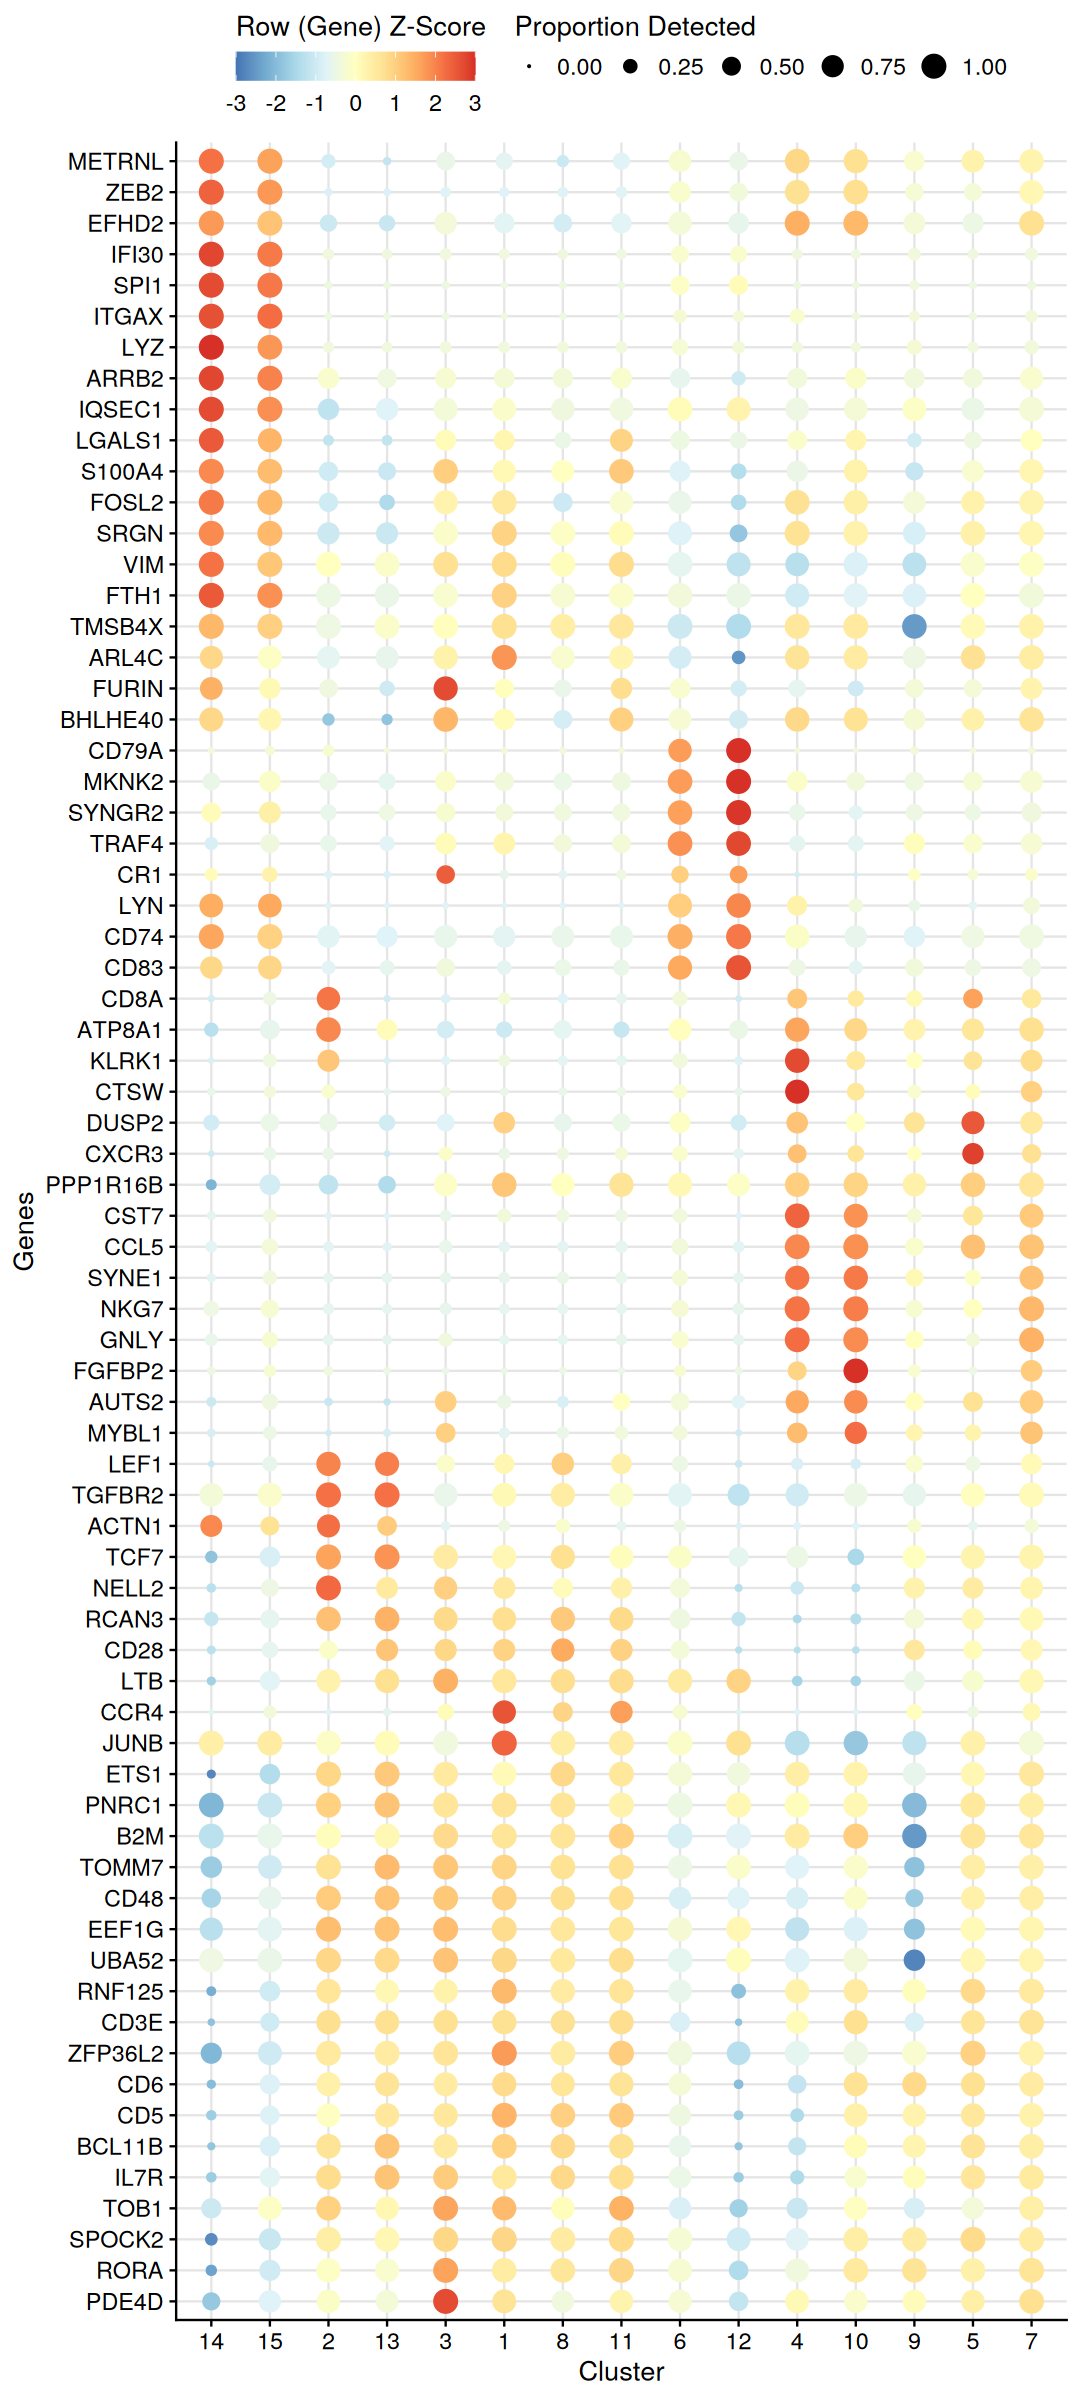 Row (Gene) Z-Score
-3 -2 -1 0 1 2 3
Proportion Detected
0.00 0.25 0.50 0.75 1.00
Genes
METRNL
ZEB2
EFHD2
IFI30
SPI1
ITGAX
LYZ
ARRB2
IQSEC1
LGALS1
S100A4
FOSL2
SRGN
VIM
FTH1
TMSB4X
ARL4C
FURIN
BHLHE40
CD79A
MKNK2
SYNGR2
TRAF4
CR1
LYN
CD74
CD83
CD8A
ATP8A1
KLRK1
CTSW
DUSP2
CXCR3
PPP1R16B
CST7
CCL5
SYNE1
NKG7
GNLY
FGFBP2
AUTS2
MYBL1
LEF1
TGFBR2
ACTN1
TCF7
NELL2
RCAN3
CD28
LTB
CCR4
JUNB
ETS1
PNRC1
B2M
TOMM7
CD48
EEF1G
UBA52
RNF125
CD3E
ZFP36L2
CD6
CD5
BCL11B
IL7R
TOB1
SPOCK2
RORA
PDE4D
14 15 2 13 3 1 8 11 6 12 4 10 9 5 7
Cluster